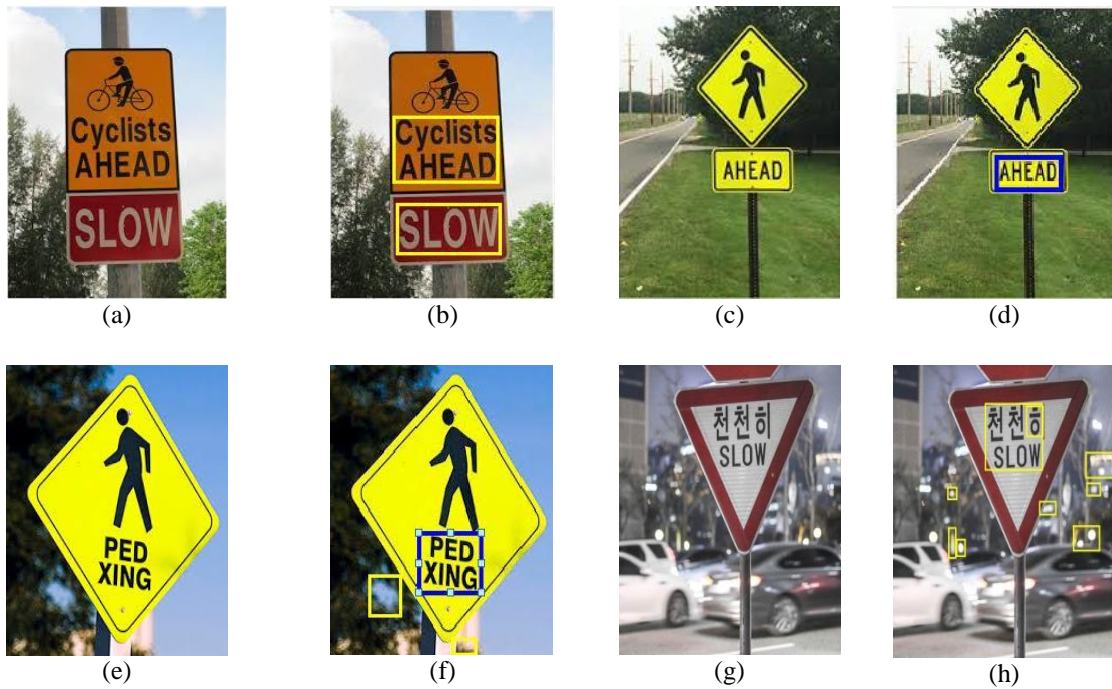 Cyclists
AHEAD
SLOW
Cyclists
AHEAD
SLOW
AHEAD
AHEAD
(a)
(b)
(c)
(d)
PED
XING
PED
XING
천천히
SLOW
천천히
SLOW
(e)
(f)
(g)
(h)